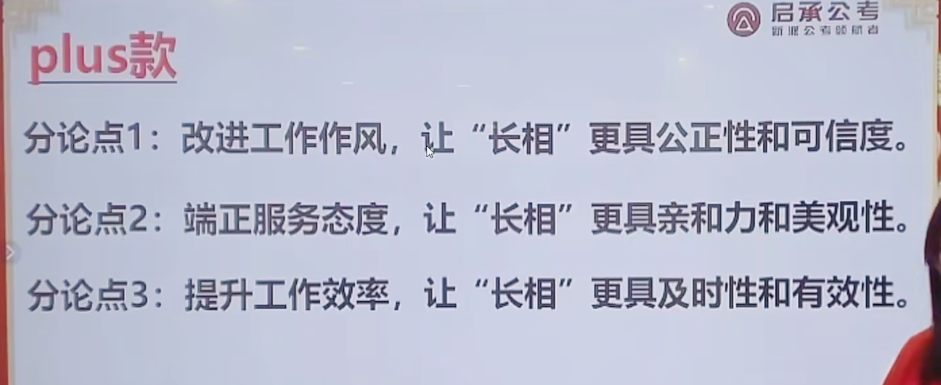 启承公考
新派公考领航者
plus款
分论点1：改进工作作风，让“长相”更具公正性和可信度。
分论点2：端正服务态度，让“长相”更具亲和力和美观性。
分论点3：提升工作效率，让“长相”更具及时性和有效性。